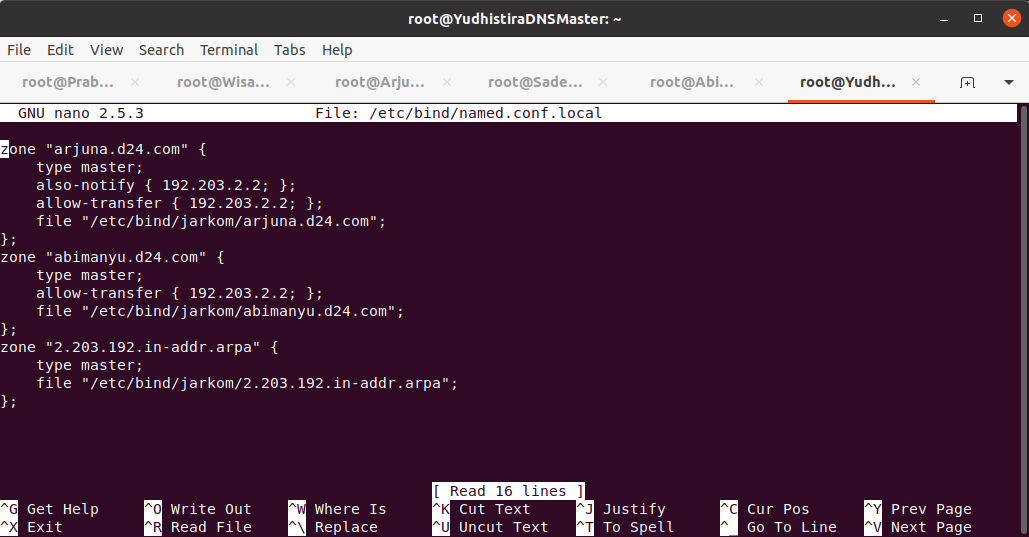 root@YudhistiraDNSMaster: ~
File Edit View Search Terminal Tabs Help
root@Prab... root@Wisa... root@Arju... root@Sade... root@Abi... root@Yudh...
GNU nano 2.5.3 File: /etc/bind/named.conf.local
zone "arjuna.d24.com" {
type master;
also-notify { 192.203.2.2; };
allow-transfer { 192.203.2.2; };
file "/etc/bind/jarkom/arjuna.d24.com";
};
zone "abimanyu.d24.com" {
type master;
allow-transfer { 192.203.2.2; };
file "/etc/bind/jarkom/abimanyu.d24.com";
};
zone "2.203.192.in-addr.arpa" {
type master;
file "/etc/bind/jarkom/2.203.192.in-addr.arpa";
};
[ Read 16 lines ]
^G Get Help ^O Write Out ^W Where Is ^K Cut Text ^J Justify ^C Cur Pos ^Y Prev Page
^X Exit ^R Read File ^\ Replace ^U Uncut Text ^T To Spell ^_ Go To Line ^V Next Page